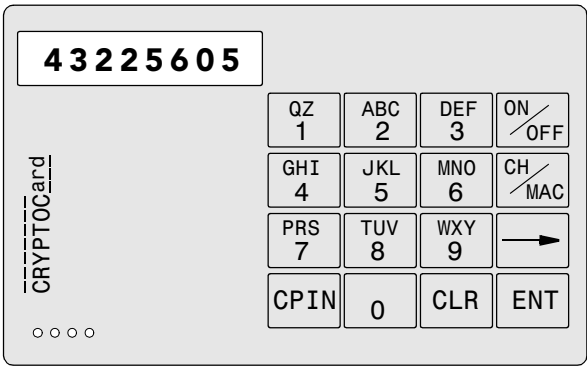 43225605
QZ ABC DEF ON/OFF
1 2 3
GHI JKL MNO CH/MAC
4 5 6
PRS TUV WXY
7 8 9
CPIN 0 CLR ENT
CRYPTOCard